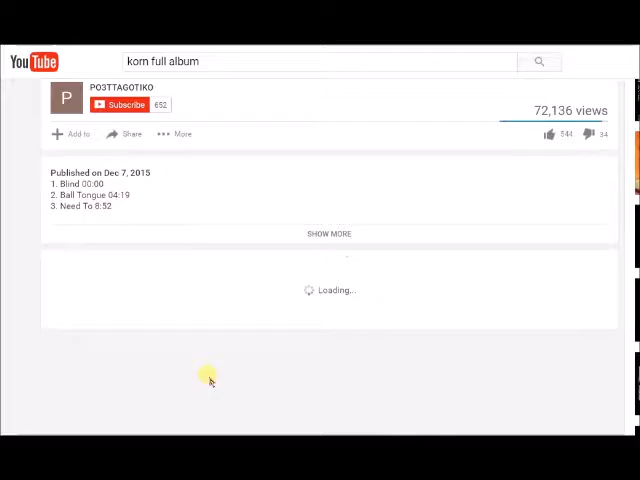 YouTube
korn full album
P
PO3TTAGOTIKO
Subscribe 652
72,136 views
Add to Share More 544 34
Published on Dec 7, 2015
1. Blind 00:00
2. Ball Tongue 04:19
3. Need To 8:52
SHOW MORE
Loading...